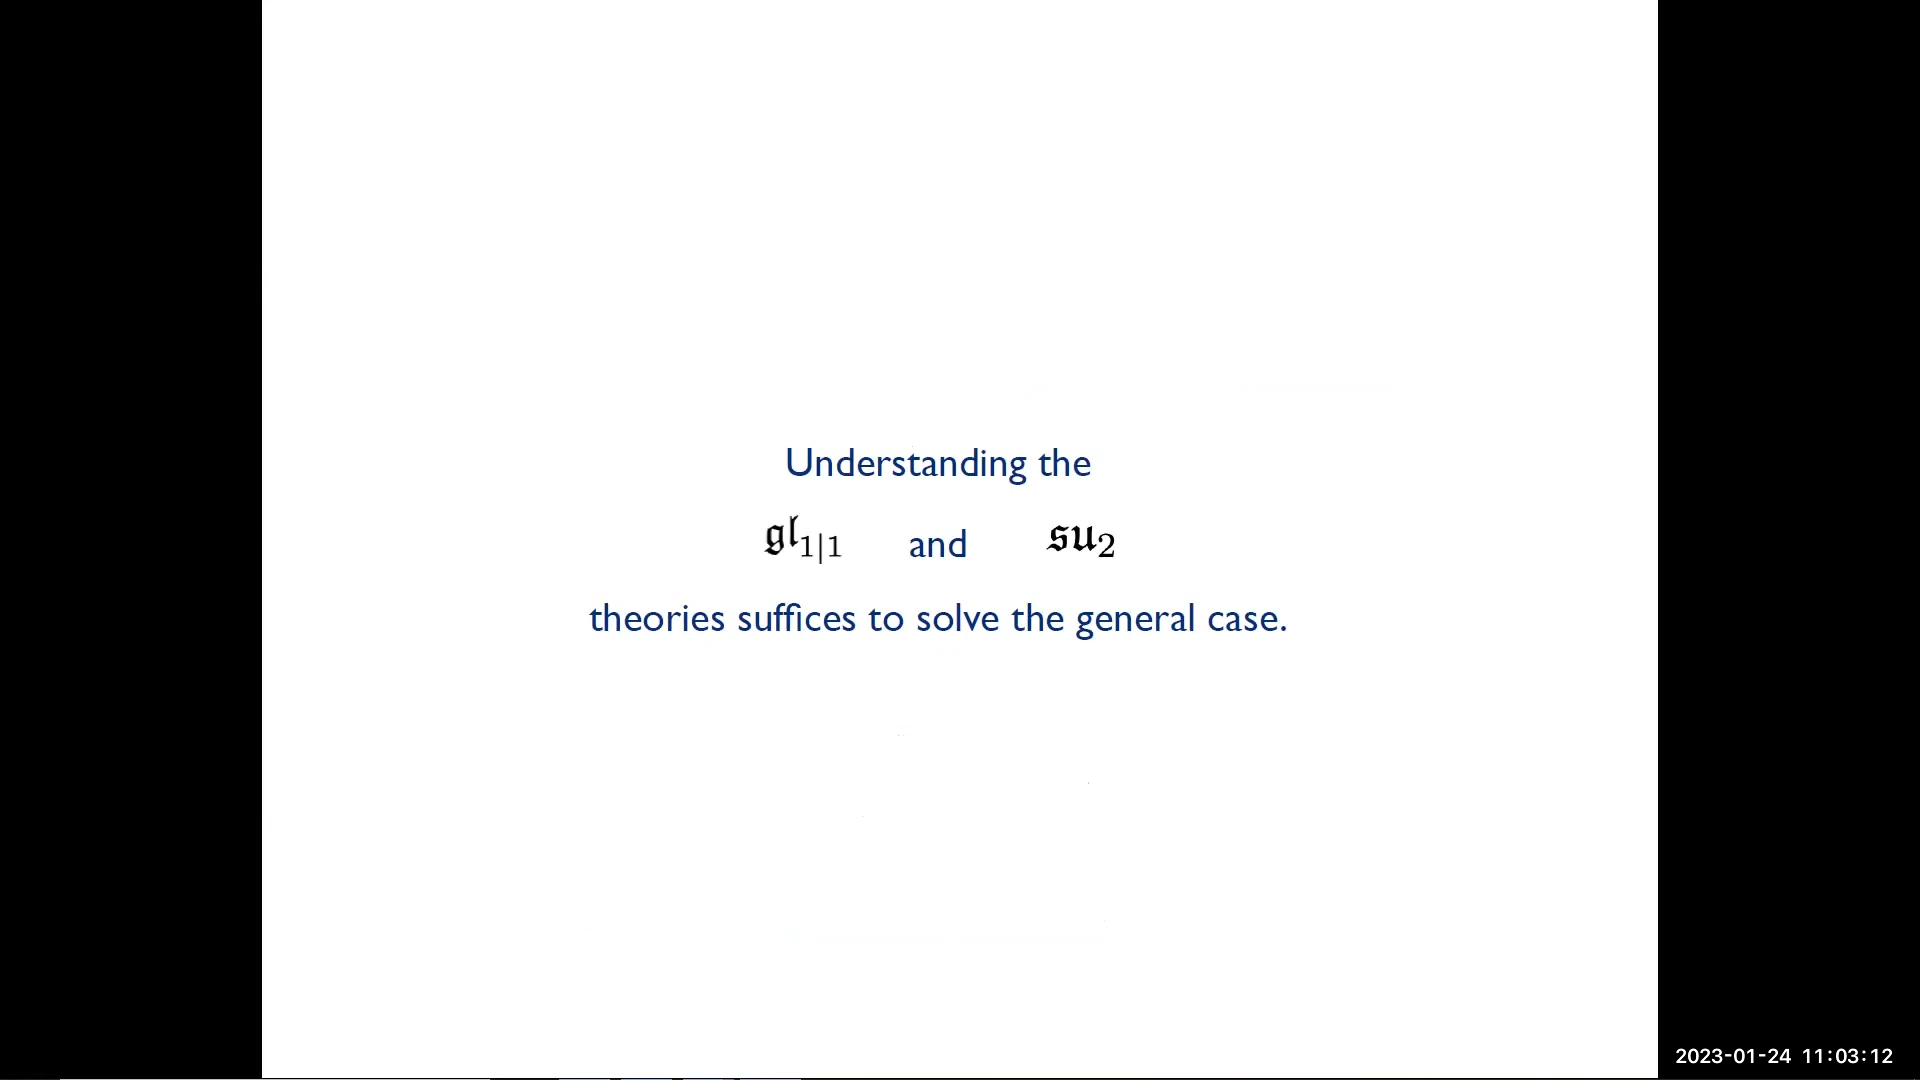 Understanding the
𝔤𝔩₁|₁ and 𝔰𝔲₂
theories suffices to solve the general case.
2023-01-24 11:03:12